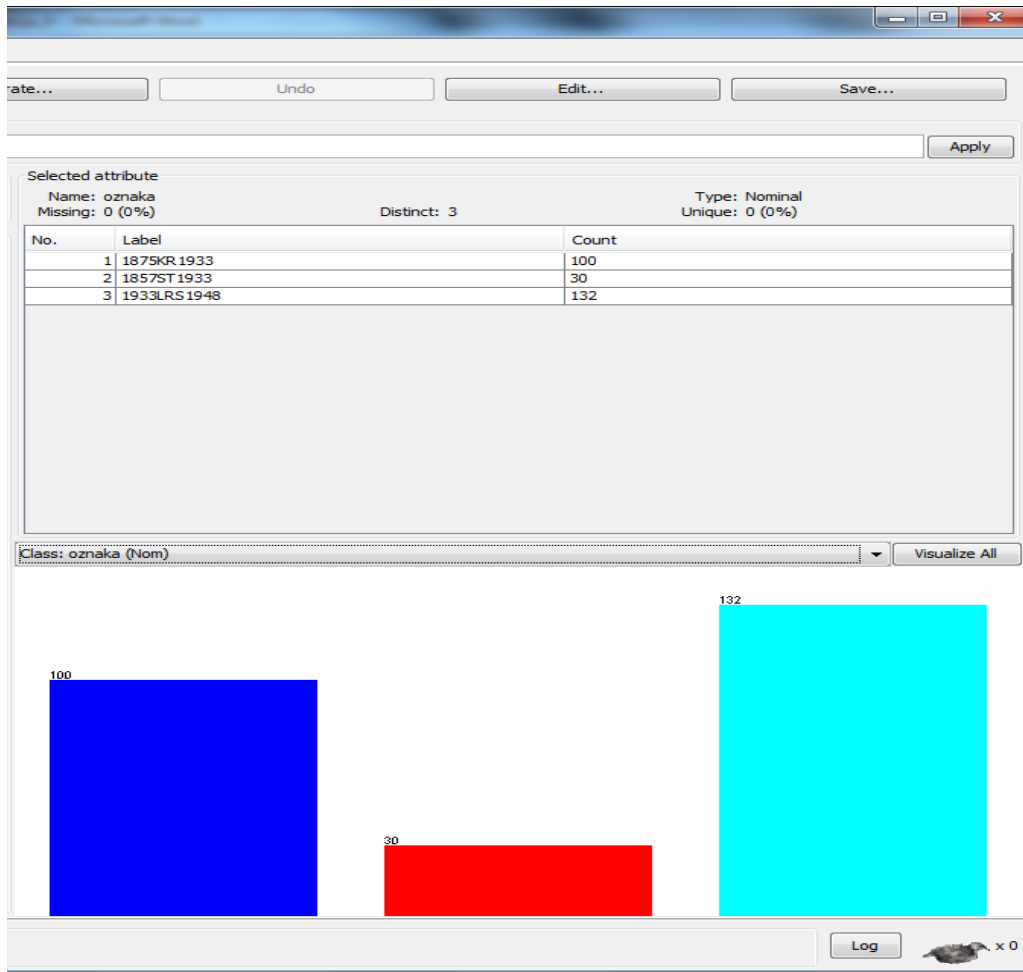 rate... Undo Edit... Save...
Apply
Selected attribute
Name: oznaka Type: Nominal
Missing: 0 (0%) Distinct: 3 Unique: 0 (0%)
No. Label Count
1 1875KR1933 100
2 1857ST1933 30
3 1933LRS1948 132
Class: oznaka (Nom) Visualize All
132
100
30
Log x 0